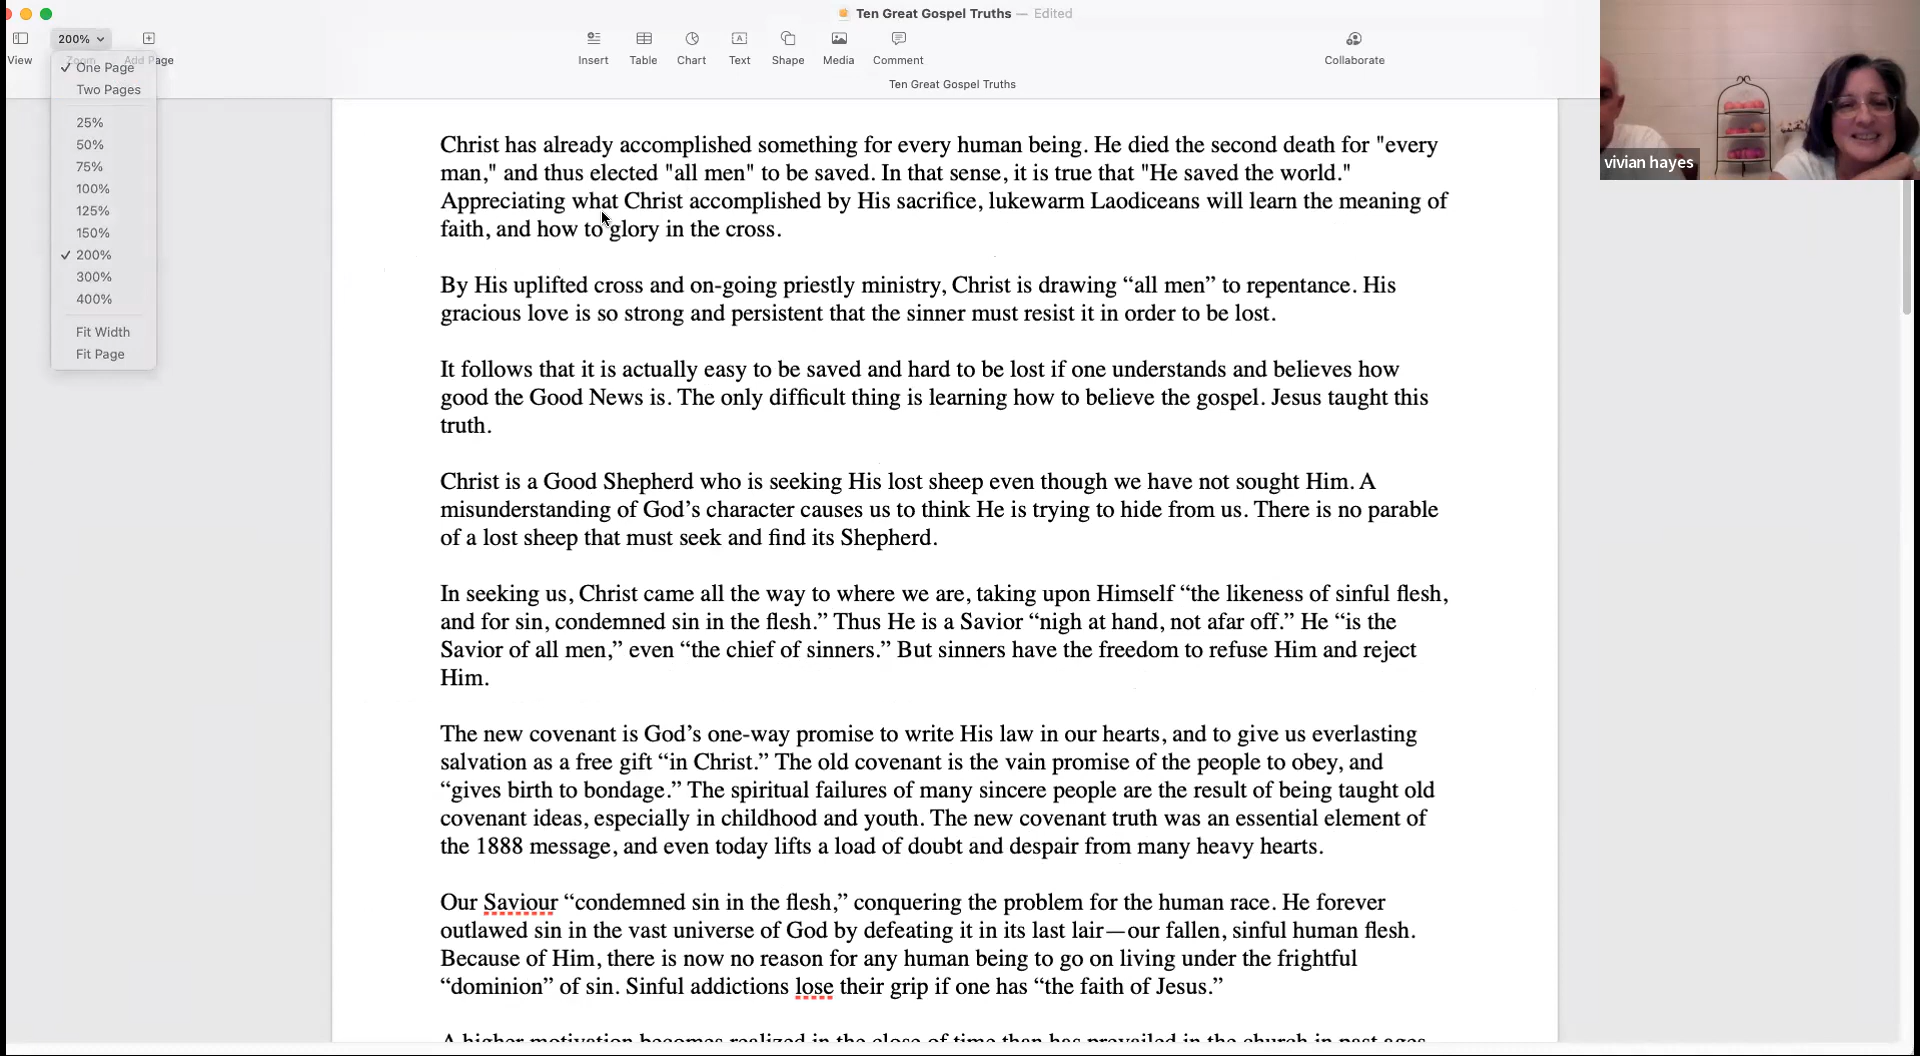 Ten Great Gospel Truths — Edited
200%
View
Zoom
Add Page
Insert
Table
Chart
Text
Shape
Media
Comment
Collaborate
Ten Great Gospel Truths
✓ One Page
Two Pages
25%
50%
75%
100%
125%
150%
✓ 200%
300%
400%
Fit Width
Fit Page
vivian hayes
Christ has already accomplished something for every human being. He died the second death for "every
man," and thus elected "all men" to be saved. In that sense, it is true that "He saved the world."
Appreciating what Christ accomplished by His sacrifice, lukewarm Laodiceans will learn the meaning of
faith, and how to glory in the cross.
By His uplifted cross and on-going priestly ministry, Christ is drawing “all men” to repentance. His
gracious love is so strong and persistent that the sinner must resist it in order to be lost.
It follows that it is actually easy to be saved and hard to be lost if one understands and believes how
good the Good News is. The only difficult thing is learning how to believe the gospel. Jesus taught this
truth.
Christ is a Good Shepherd who is seeking His lost sheep even though we have not sought Him. A
misunderstanding of God’s character causes us to think He is trying to hide from us. There is no parable
of a lost sheep that must seek and find its Shepherd.
In seeking us, Christ came all the way to where we are, taking upon Himself “the likeness of sinful flesh,
and for sin, condemned sin in the flesh.” Thus He is a Savior “nigh at hand, not afar off.” He “is the
Savior of all men,” even “the chief of sinners.” But sinners have the freedom to refuse Him and reject
Him.
The new covenant is God’s one-way promise to write His law in our hearts, and to give us everlasting
salvation as a free gift “in Christ.” The old covenant is the vain promise of the people to obey, and
“gives birth to bondage.” The spiritual failures of many sincere people are the result of being taught old
covenant ideas, especially in childhood and youth. The new covenant truth was an essential element of
the 1888 message, and even today lifts a load of doubt and despair from many heavy hearts.
Our Saviour “condemned sin in the flesh,” conquering the problem for the human race. He forever
outlawed sin in the vast universe of God by defeating it in its last lair—our fallen, sinful human flesh.
Because of Him, there is now no reason for any human being to go on living under the frightful
“dominion” of sin. Sinful addictions lose their grip if one has “the faith of Jesus.”
A higher motivation becomes realized in the close of time than has prevailed in the church in past ages